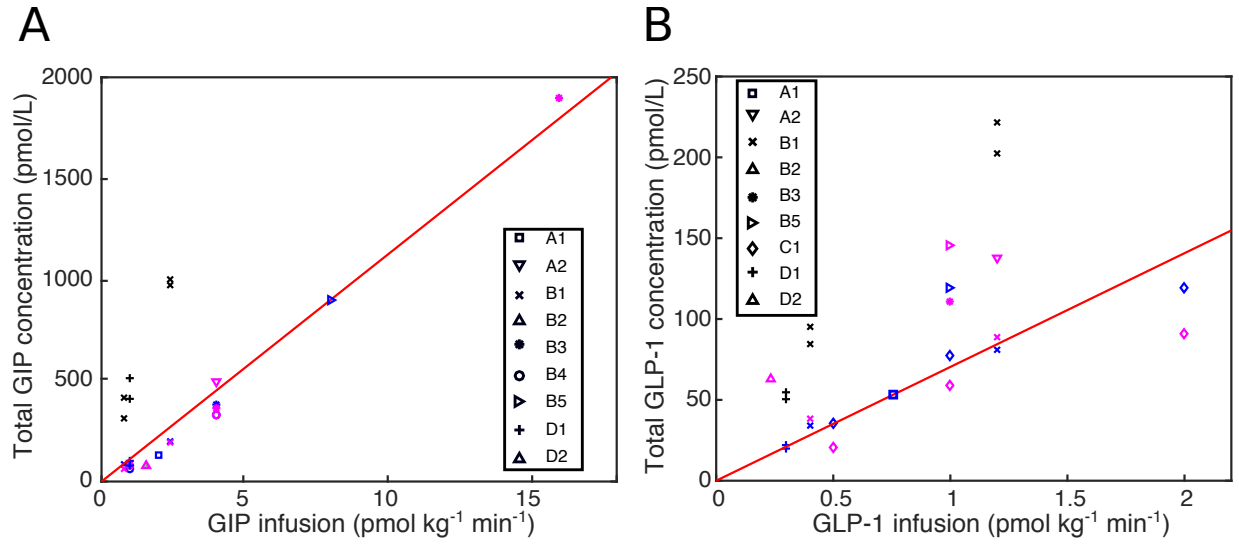 A
Total GIP concentration (pmol/L)
2000
1500
1000
500
0
0
5
10
15
GIP infusion (pmol kg⁻¹ min⁻¹)
A1
A2
B1
B2
B3
B4
B5
D1
D2
B
Total GLP-1 concentration (pmol/L)
250
200
150
100
50
0
0
0.5
1
1.5
2
GLP-1 infusion (pmol kg⁻¹ min⁻¹)
A1
A2
B1
B2
B3
B5
C1
D1
D2